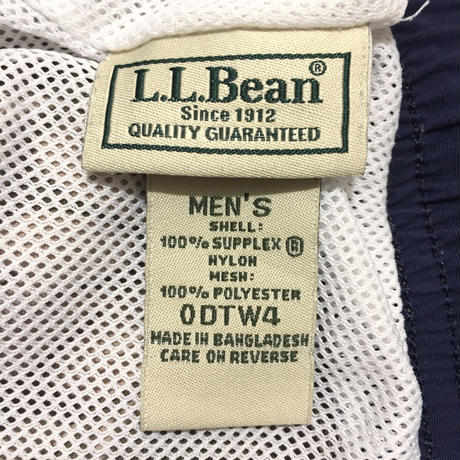 L.L.Bean®
Since 1912
QUALITY GUARANTEED
MEN'S
SHELL:
100% SUPPLEX®
NYLON
MESH:
100% POLYESTER
0DTW4
MADE IN BANGLADESH
CARE ON REVERSE